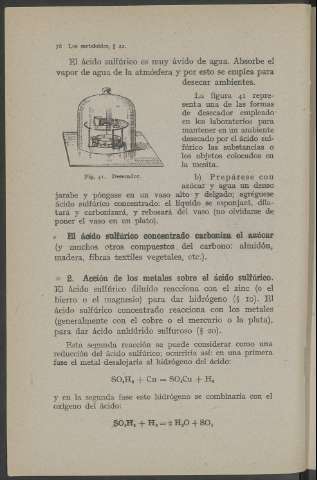 76 Los metaloides, § 22.
El ácido sulfúrico es muy ávido de agua. Absorbe el
vapor de agua de la atmósfera y por esto se emplea para
desecar ambientes.
La figura 41 repre-
senta una de las formas
de desecador empleado
en los laboratorios para
mantener en un ambiente
desecado por el ácido sul-
fúrico las substancias o
los objetos colocados en
la mesita.
Fig. 41. Desecador.
b) Prepárese con
azúcar y agua un denso
jarabe y póngase en un vaso alto y delgado; agréguese
ácido sulfúrico concentrado: el líquido se esponjará, dila-
tará y carbonizará, y rebosará del vaso (no olvidarse de
poner el vaso en un plato).
El ácido sulfúrico concentrado carboniza el azúcar
(y muchos otros compuestos del carbono: almidón,
madera, fibras textiles vegetales, etc.).
2. Acción de los metales sobre el ácido sulfúrico.
El ácido sulfúrico diluído reacciona con el zinc (o el
hierro o el magnesio) para dar hidrógeno (§ 10). El
ácido sulfúrico concentrado reacciona con los metales
(generalmente con el cobre o el mercurio o la plata),
para dar ácido anhídrido sulfuroso (§ 20).
Esta segunda reacción se puede considerar como una
reducción del ácido sulfúrico; ocurriría así: en una primera
fase el metal desalojaría al hidrógeno del ácido:
SO₄H₂ + Cu = SO₄Cu + H₂
y en la segunda fase este hidrógeno se combinaría con el
oxígeno del ácido:
SO₄H₂ + H₂ = 2 H₂O + SO₂